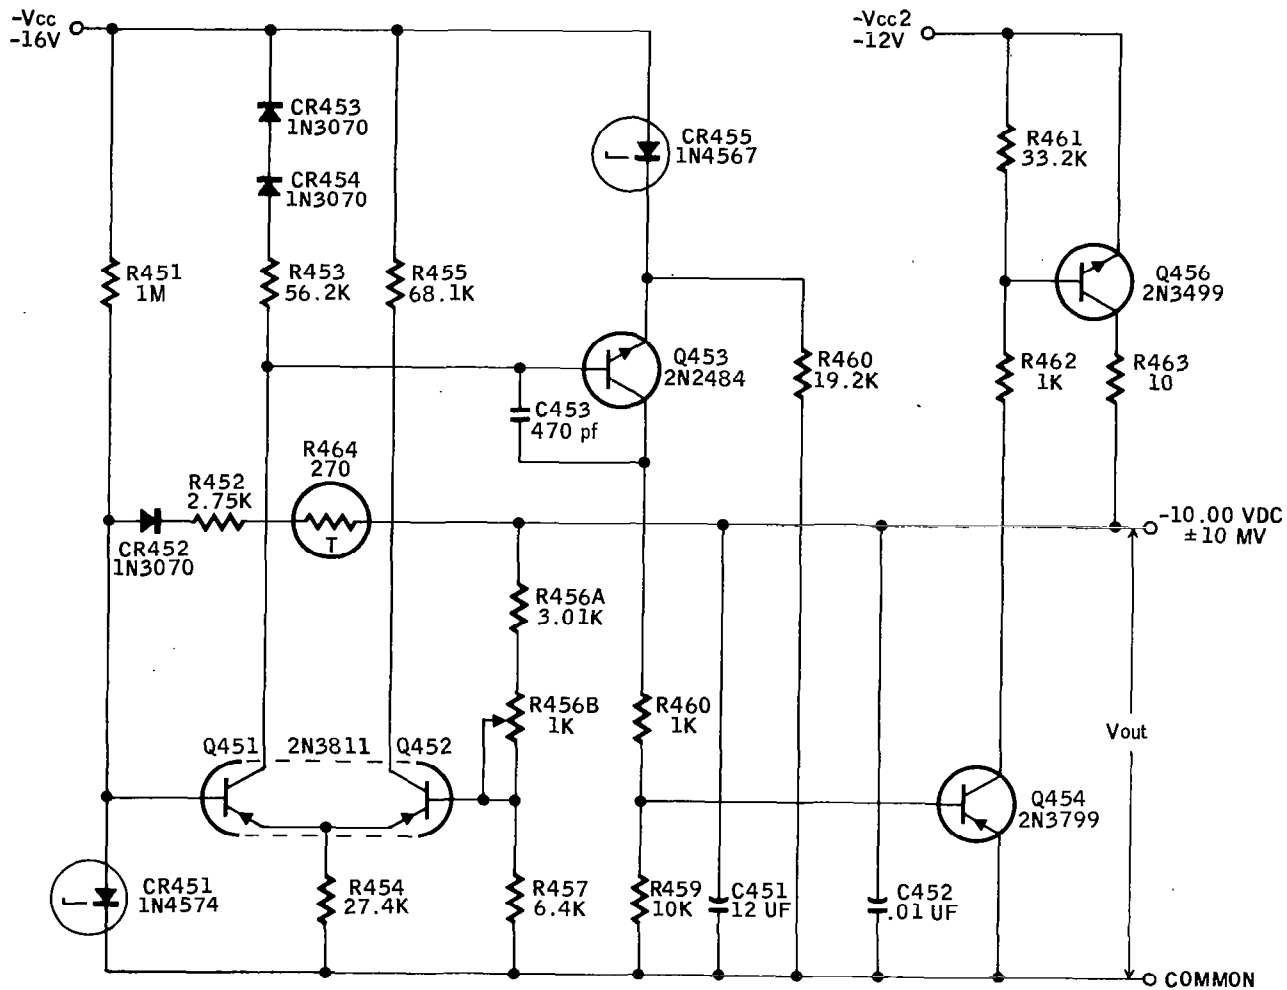 -Vcc
-16V
-Vcc2
-12V
CR453
1N3070
CR455
1N4567
R461
33.2K
CR454
1N3070
R451
1M
R453
56.2K
R455
68.1K
Q456
2N3499
Q453
2N2484
R460
19.2K
R462
1K
R463
10
C453
470 pf
R464
270
R452
2.75K
T
CR452
1N3070
-10.00 VDC
±10 MV
R456A
3.01K
R456B
1K
R460
1K
Vout
Q451
2N3811
Q452
Q454
2N3799
CR451
1N4574
R454
27.4K
R457
6.4K
R459
10K
C451
12 UF
C452
.01 UF
COMMON